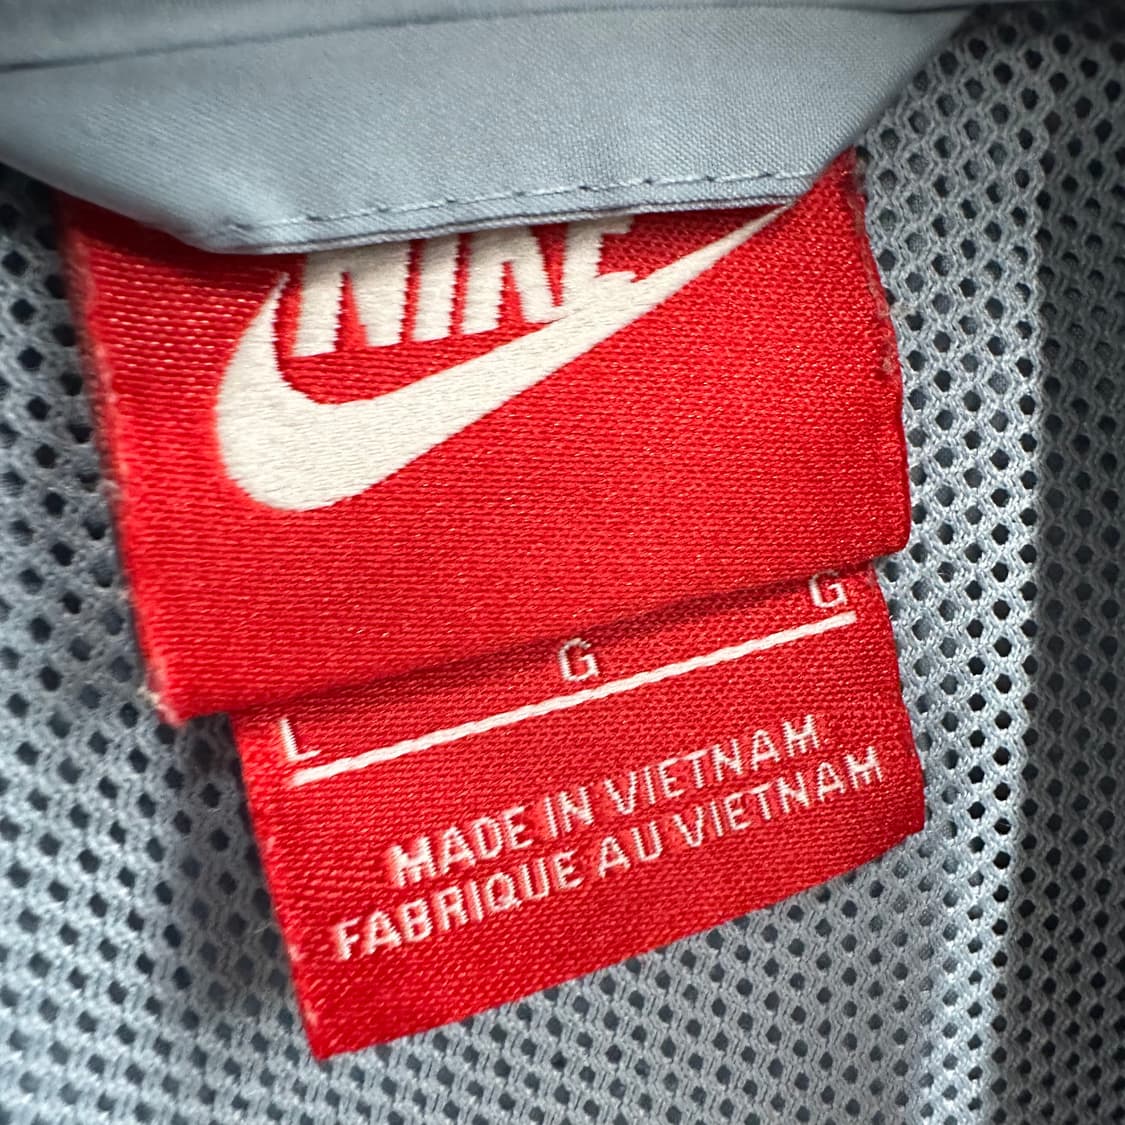 NIKE
L G G
MADE IN VIETNAM
FABRIQUE AU VIETNAM